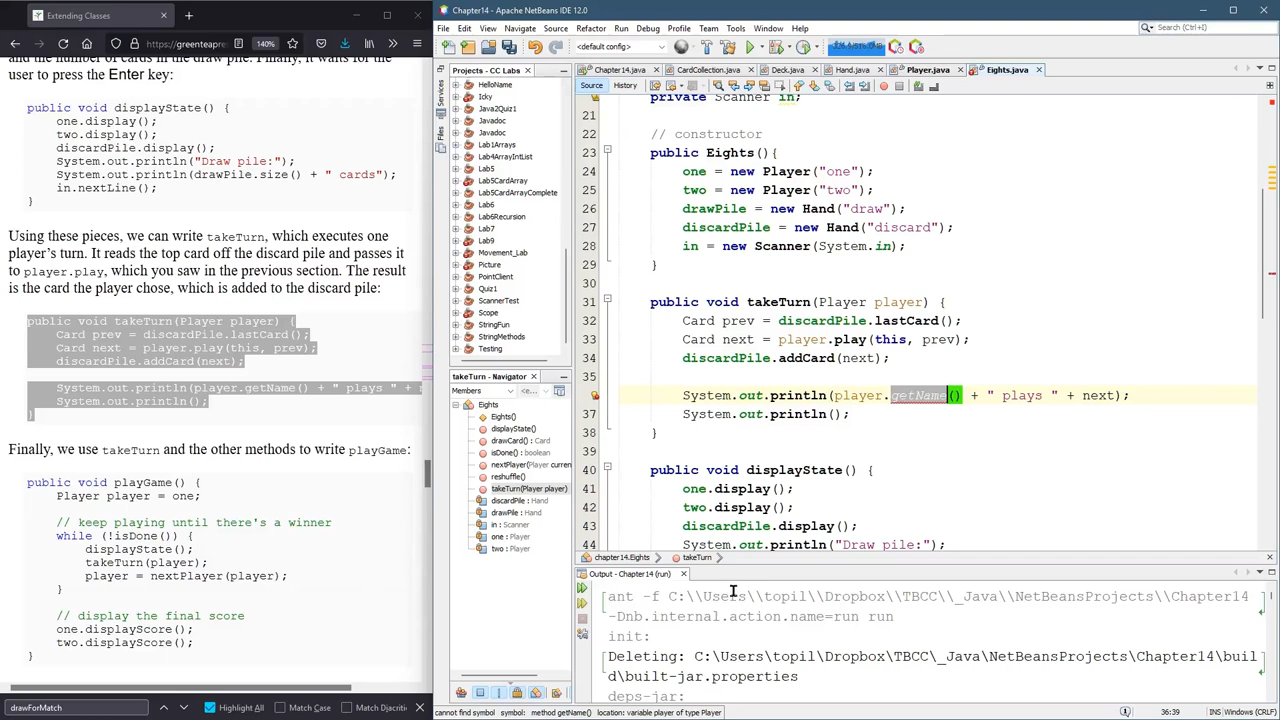 Extending Classes
Chapter14 - Apache NetBeans IDE 12.0
File Edit View Navigate Source Refactor Run Debug Profile Team Tools Window Help
https://greenteapre
140%
<default config>
Search (Ctrl+I)
user to press the Enter key:
public void displayState() {
one.display();
two.display();
discardPile.display();
System.out.println("Draw pile:");
System.out.println(drawPile.size() + " cards");
in.nextLine();
}
Using these pieces, we can write takeTurn, which executes one
player's turn. It reads the top card off the discard pile and passes it
to player.play, which you saw in the previous section. The result
is the card the player chose, which is added to the discard pile:
public void takeTurn(Player player) {
Card prev = discardPile.lastCard();
Card next = player.play(this, prev);
discardPile.addCard(next);
System.out.println(player.getName() + " plays " + n
System.out.println();
}
Finally, we use takeTurn and the other methods to write playGame:
public void playGame() {
Player player = one;
// keep playing until there's a winner
while (!isDone()) {
displayState();
takeTurn(player);
player = nextPlayer(player);
}
// display the final score
one.displayScore();
two.displayScore();
}
drawForMatch
Highlight All
Match Case
Match Diacritic
Services
Files
Projects - CC Labs
HelloName
Icky
Java2Quiz1
Javadoc
Javadoc
Lab1Arrays
Lab4ArrayIntList
Lab5
Lab5CardArray
Lab5CardArrayComplete
Lab6
Lab6Recursion
Lab7
Lab9
Movement_Lab
Picture
PointClient
Quiz1
ScannerTest
Scope
StringFun
StringMethods
Testing
takeTurn - Navigator
Members
<e...
Eights
Eights()
displayState()
drawCard() : Card
isDone() : boolean
nextPlayer(Player curren
reshuffle()
takeTurn(Player player)
discardPile : Hand
drawPile : Hand
in : Scanner
one : Player
two : Player
Chapter14.java
CardCollection.java
Deck.java
Hand.java
Player.java
Eights.java
Source
History
private Scanner in;
21
22 // constructor
23 public Eights(){
24 one = new Player("one");
25 two = new Player("two");
26 drawPile = new Hand("draw");
27 discardPile = new Hand("discard");
28 in = new Scanner(System.in);
29 }
30
31 public void takeTurn(Player player) {
32 Card prev = discardPile.lastCard();
33 Card next = player.play(this, prev);
34 discardPile.addCard(next);
35
System.out.println(player.getName() + " plays " + next);
37 System.out.println();
38 }
39
40 public void displayState() {
41 one.display();
42 two.display();
43 discardPile.display();
44 System.out.println("Draw pile:");
chapter14.Eights
takeTurn
Output - Chapter14 (run)
ant -f C:\\Users\\topil\\Dropbox\\TBCC\\_Java\\NetBeansProjects\\Chapter14
-Dnb.internal.action.name=run run
init:
Deleting: C:\Users\topil\Dropbox\TBCC\_Java\NetBeansProjects\Chapter14\buil
d\built-jar.properties
deps-jar:
cannot find symbol symbol: method getName() location: variable player of type Player
1
36:39
INS
Windows (CRLF)